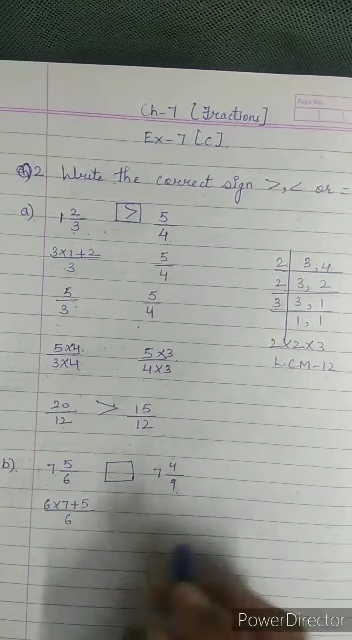 Page No.
Ch-7 [Fractions]
Ex-7 [C].
Q2 Write the correct sign >, < or =
a) 1 2/3 [>] 5/4
3×1+2/3 5/4
5/3 5/4
5×4/3×4 5×3/4×3
20/12 > 15/12
2 | 3, 4
2 | 3, 2
3 | 3, 1
1, 1
2×2×3
L.C.M-12
b). 7 5/6 □ 7 4/9
6×7+5/6
PowerDirector